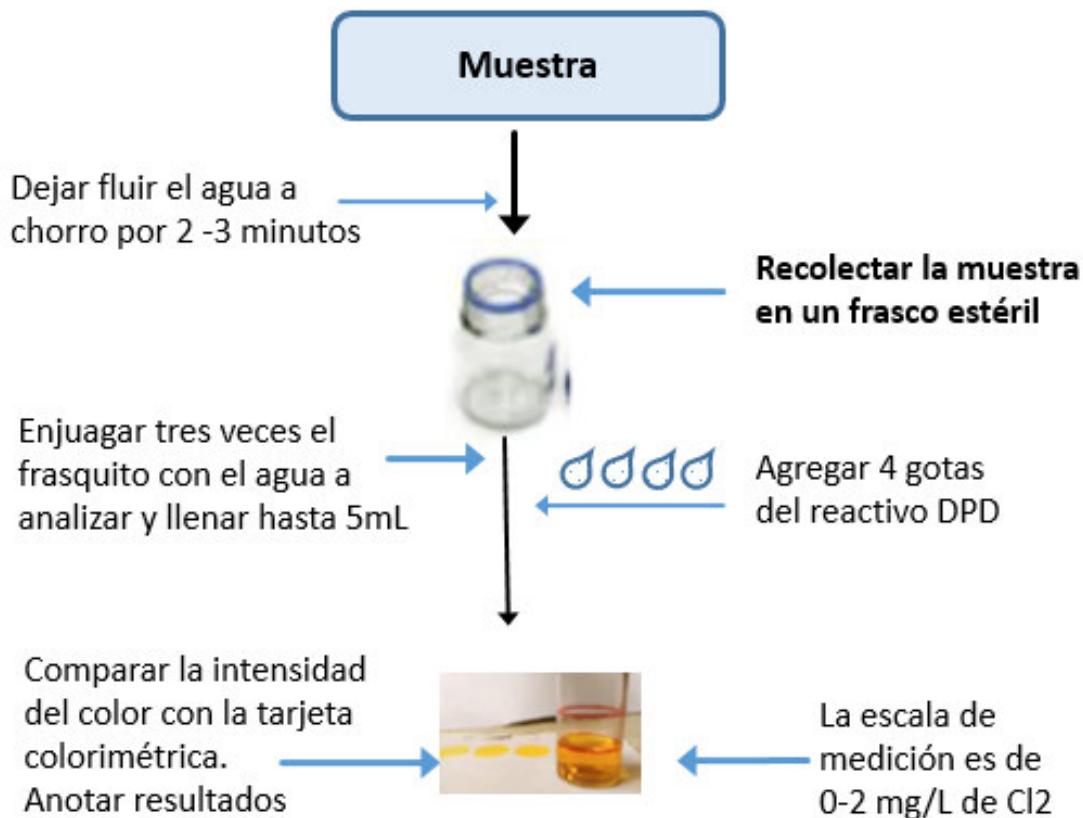 Muestra
Dejar fluir el agua a
chorro por 2 -3 minutos
Recolectar la muestra
en un frasco estéril
Enjuagar tres veces el
frasquito con el agua a
analizar y llenar hasta 5mL
Agregar 4 gotas
del reactivo DPD
Comparar la intensidad
del color con la tarjeta
colorimétrica.
Anotar resultados
La escala de
medición es de
0-2 mg/L de Cl2